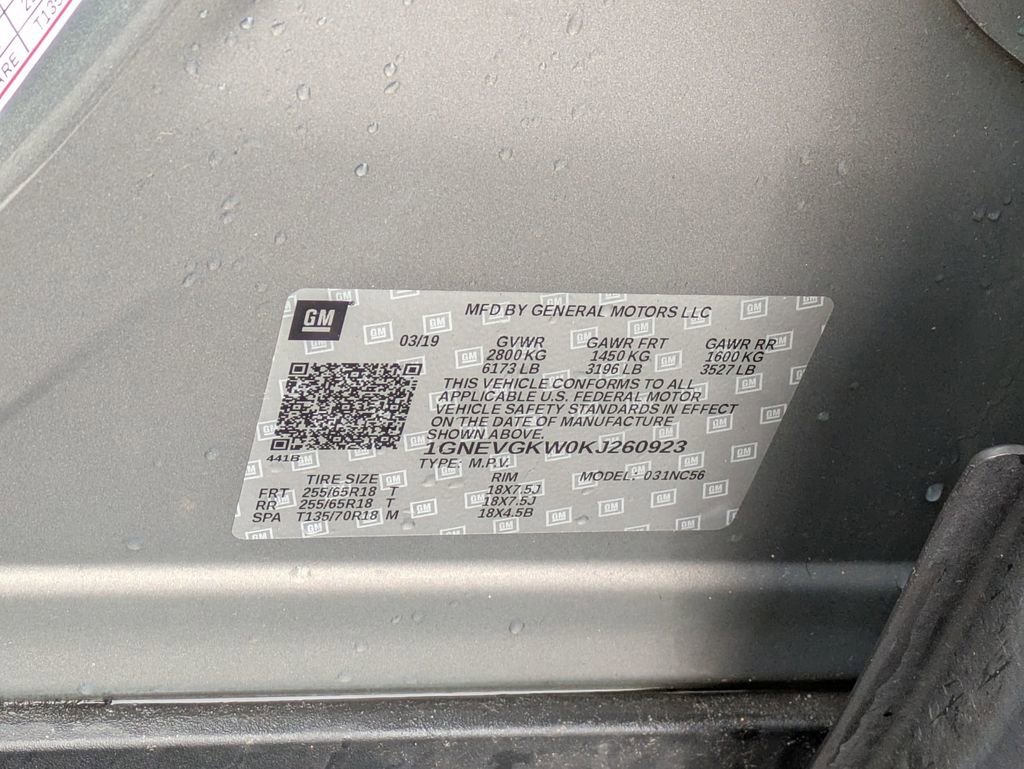 T135
ARE
GM
MFD BY GENERAL MOTORS LLC
03/19 GVWR GAWR FRT GAWR RR
2800 KG 1450 KG 1600 KG
6173 LB 3196 LB 3527 LB
THIS VEHICLE CONFORMS TO ALL
APPLICABLE U.S. FEDERAL MOTOR
VEHICLE SAFETY STANDARDS IN EFFECT
ON THE DATE OF MANUFACTURE
SHOWN ABOVE.
441B
1GNEVGKW0KJ260923
TYPE: M.P.V. MODEL: 031NC56
TIRE SIZE RIM
FRT 255/65R18 T 18X7.5J
RR 255/65R18 T 18X7.5J
SPA T135/70R18 M 18X4.5B